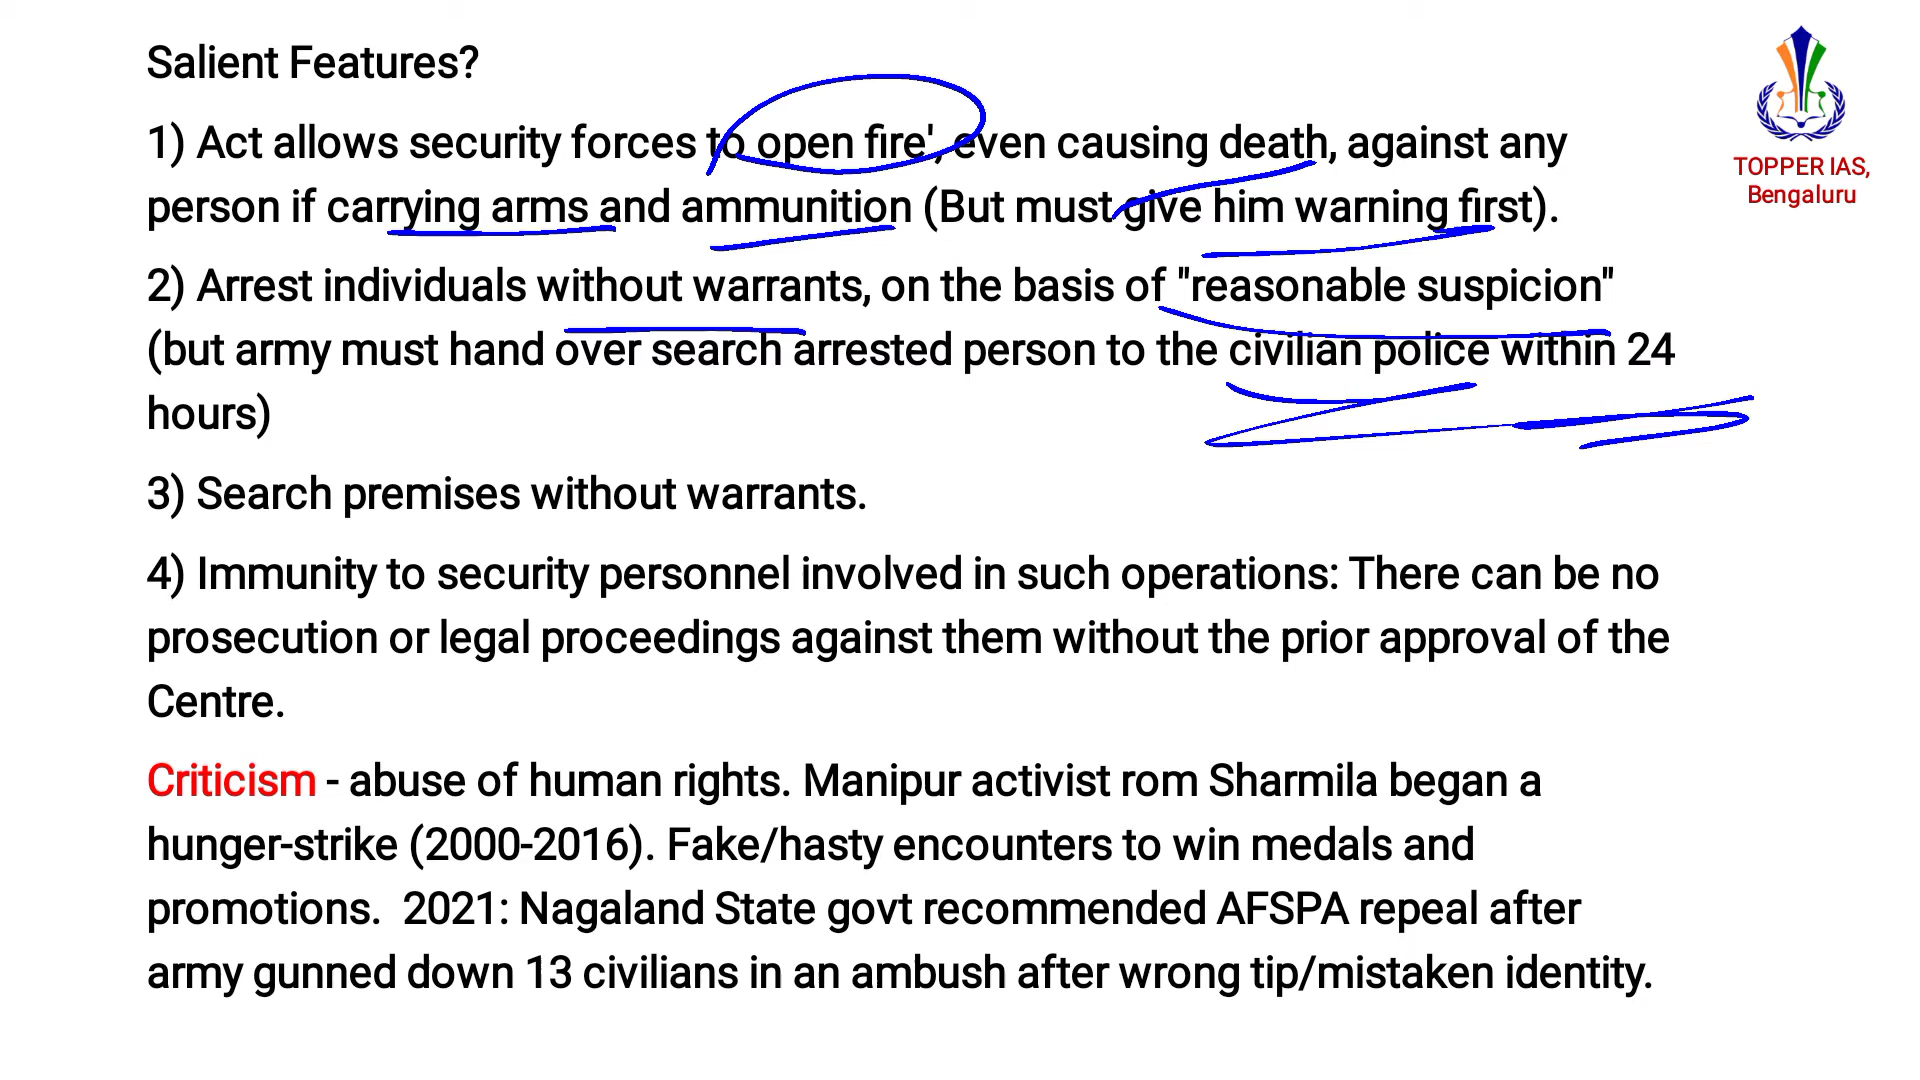 Salient Features?
1) Act allows security forces to open fire', even causing death, against any
person if carrying arms and ammunition (But must give him warning first).
2) Arrest individuals without warrants, on the basis of "reasonable suspicion"
(but army must hand over search arrested person to the civilian police within 24
hours)
3) Search premises without warrants.
4) Immunity to security personnel involved in such operations: There can be no
prosecution or legal proceedings against them without the prior approval of the
Centre.
Criticism - abuse of human rights. Manipur activist rom Sharmila began a
hunger-strike (2000-2016). Fake/hasty encounters to win medals and
promotions.  2021: Nagaland State govt recommended AFSPA repeal after
army gunned down 13 civilians in an ambush after wrong tip/mistaken identity.
TOPPER IAS,
Bengaluru